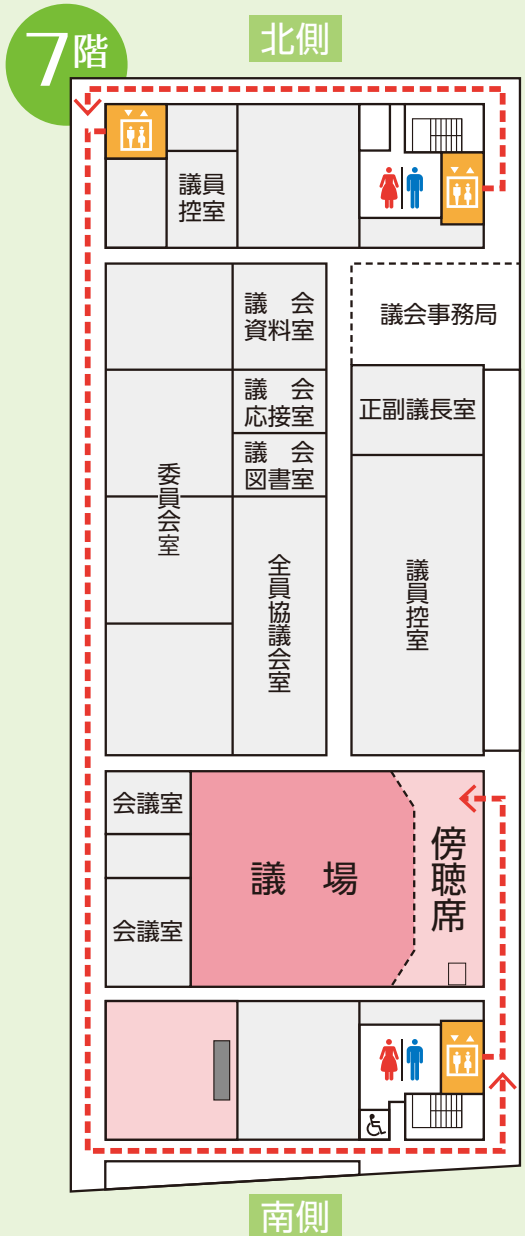 7階
北側
議員
控室
議　会
資料室
議会事務局
議　会
応接室
正副議長室
議　会
図書室
委員会室
全員協議会室
議員控室
会議室
議　場
傍聴席
会議室
南側